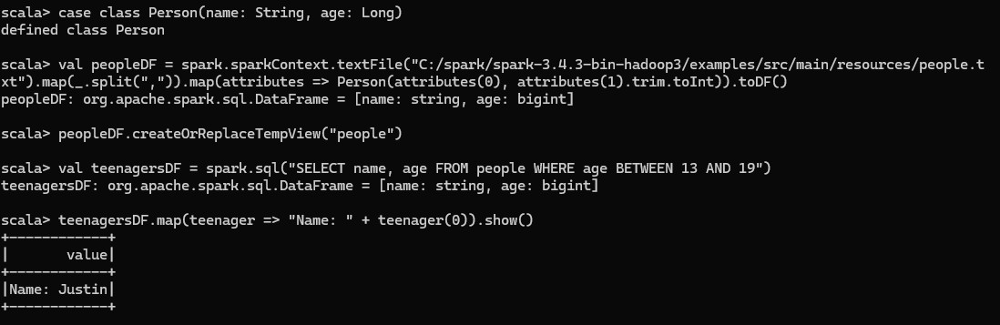 scala> case class Person(name: String, age: Long)
defined class Person
scala> val peopleDF = spark.sparkContext.textFile("C:/spark/spark-3.4.3-bin-hadoop3/examples/src/main/resources/people.t
xt").map(_.split(",")).map(attributes => Person(attributes(0), attributes(1).trim.toInt)).toDF()
peopleDF: org.apache.spark.sql.DataFrame = [name: string, age: bigint]
scala> peopleDF.createOrReplaceTempView("people")
scala> val teenagersDF = spark.sql("SELECT name, age FROM people WHERE age BETWEEN 13 AND 19")
teenagersDF: org.apache.spark.sql.DataFrame = [name: string, age: bigint]
scala> teenagersDF.map(teenager => "Name: " + teenager(0)).show()
+------------+
|       value|
+------------+
|Name: Justin|
+------------+